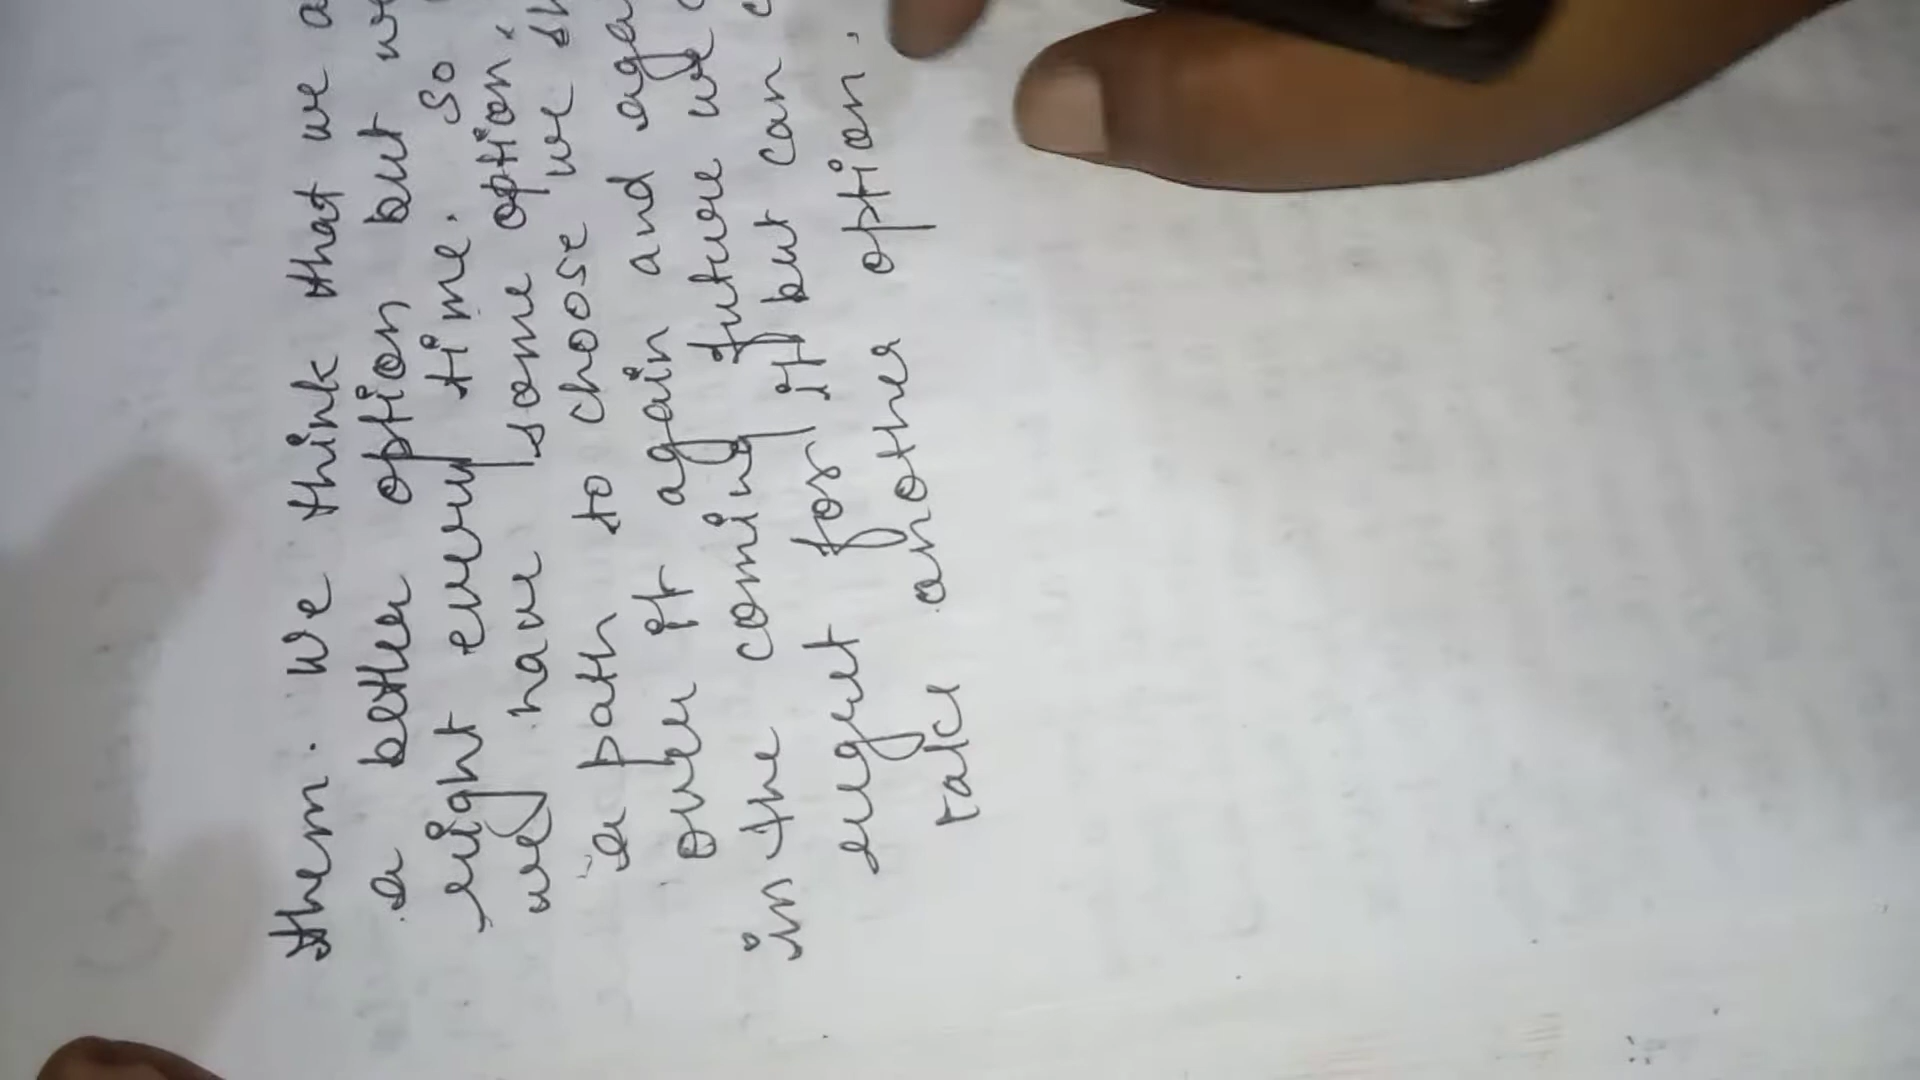 them. We think that we a
a better option but we
right every time. So
we have some option,
a path to choose we sh
over it again and aga
in the coming future we c
regret for it but can c
take another option.